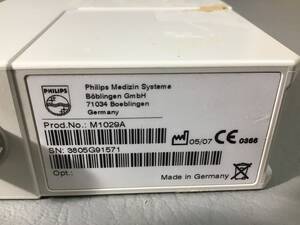 PHILIPS
Philips Medizin Systeme
Böblingen GmbH
71034 Boeblingen
Germany
Prod.No.: M1029A
05/07 CE 0366
SN: 3805G91571
Opt.:
Made in Germany